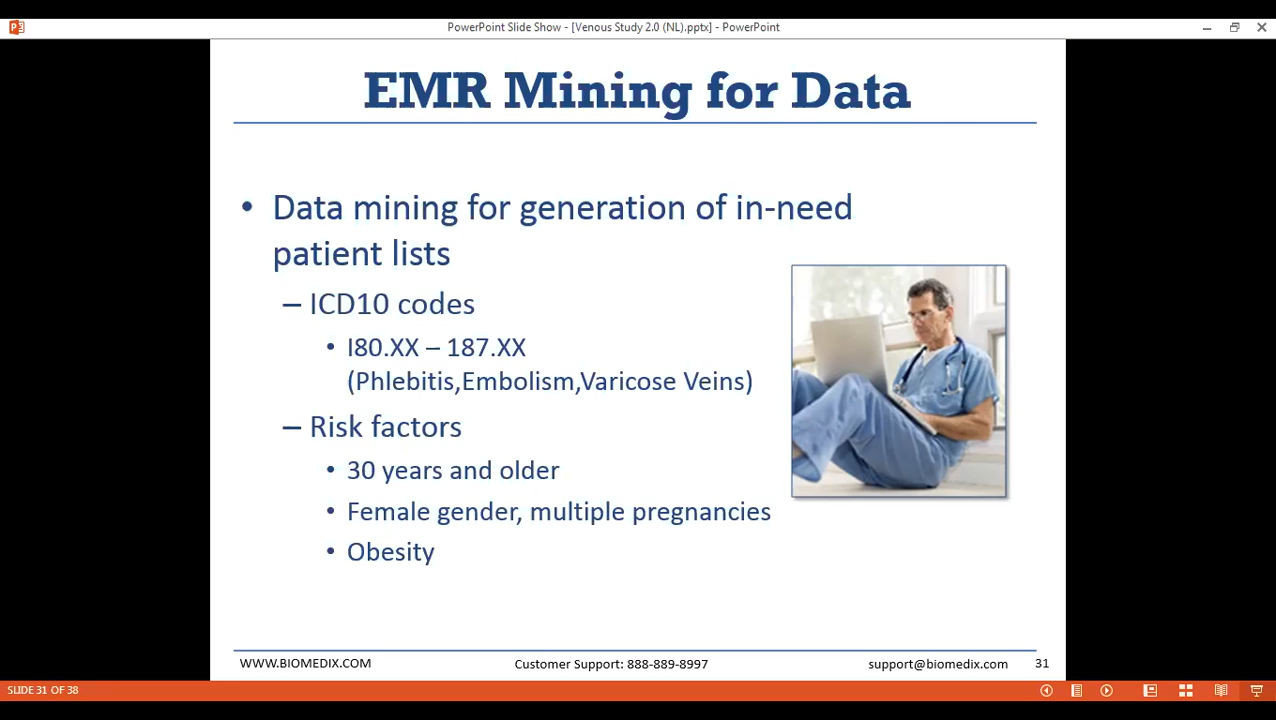 PowerPoint Slide Show - [Venous Study 2.0 (NL).pptx] - PowerPoint
EMR Mining for Data
• Data mining for generation of in-need
patient lists
– ICD10 codes
• I80.XX – 187.XX
(Phlebitis,Embolism,Varicose Veins)
– Risk factors
• 30 years and older
• Female gender, multiple pregnancies
• Obesity
WWW.BIOMEDIX.COM Customer Support: 888-889-8997 support@biomedix.com 31
SLIDE 31 OF 38